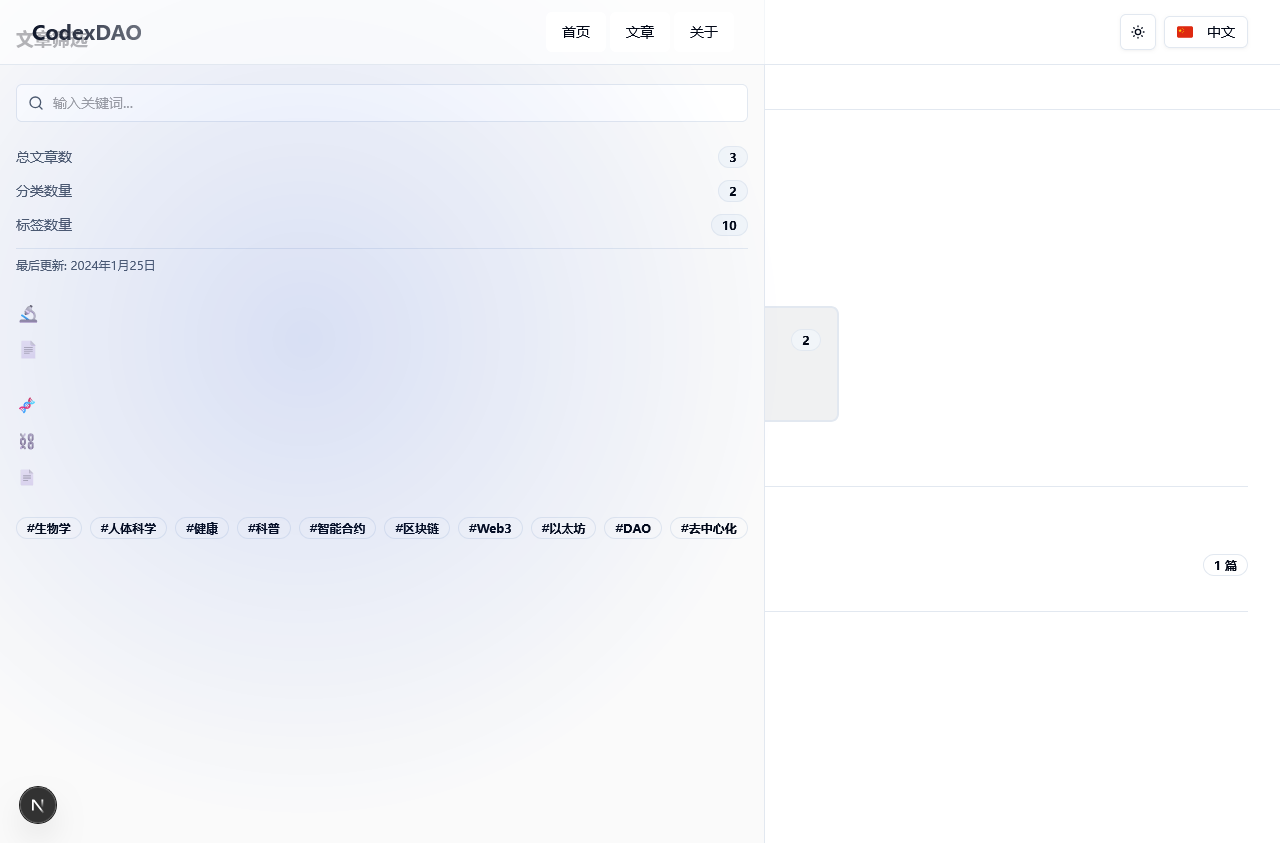 CodexDAO
首页 文章 关于
中文
文章筛选
输入关键词...
总文章数 3
分类数量 2
标签数量 10
最后更新: 2024年1月25日
2
#生物学 #人体科学 #健康 #科普 #智能合约 #区块链 #Web3 #以太坊 #DAO #去中心化
1 篇
N